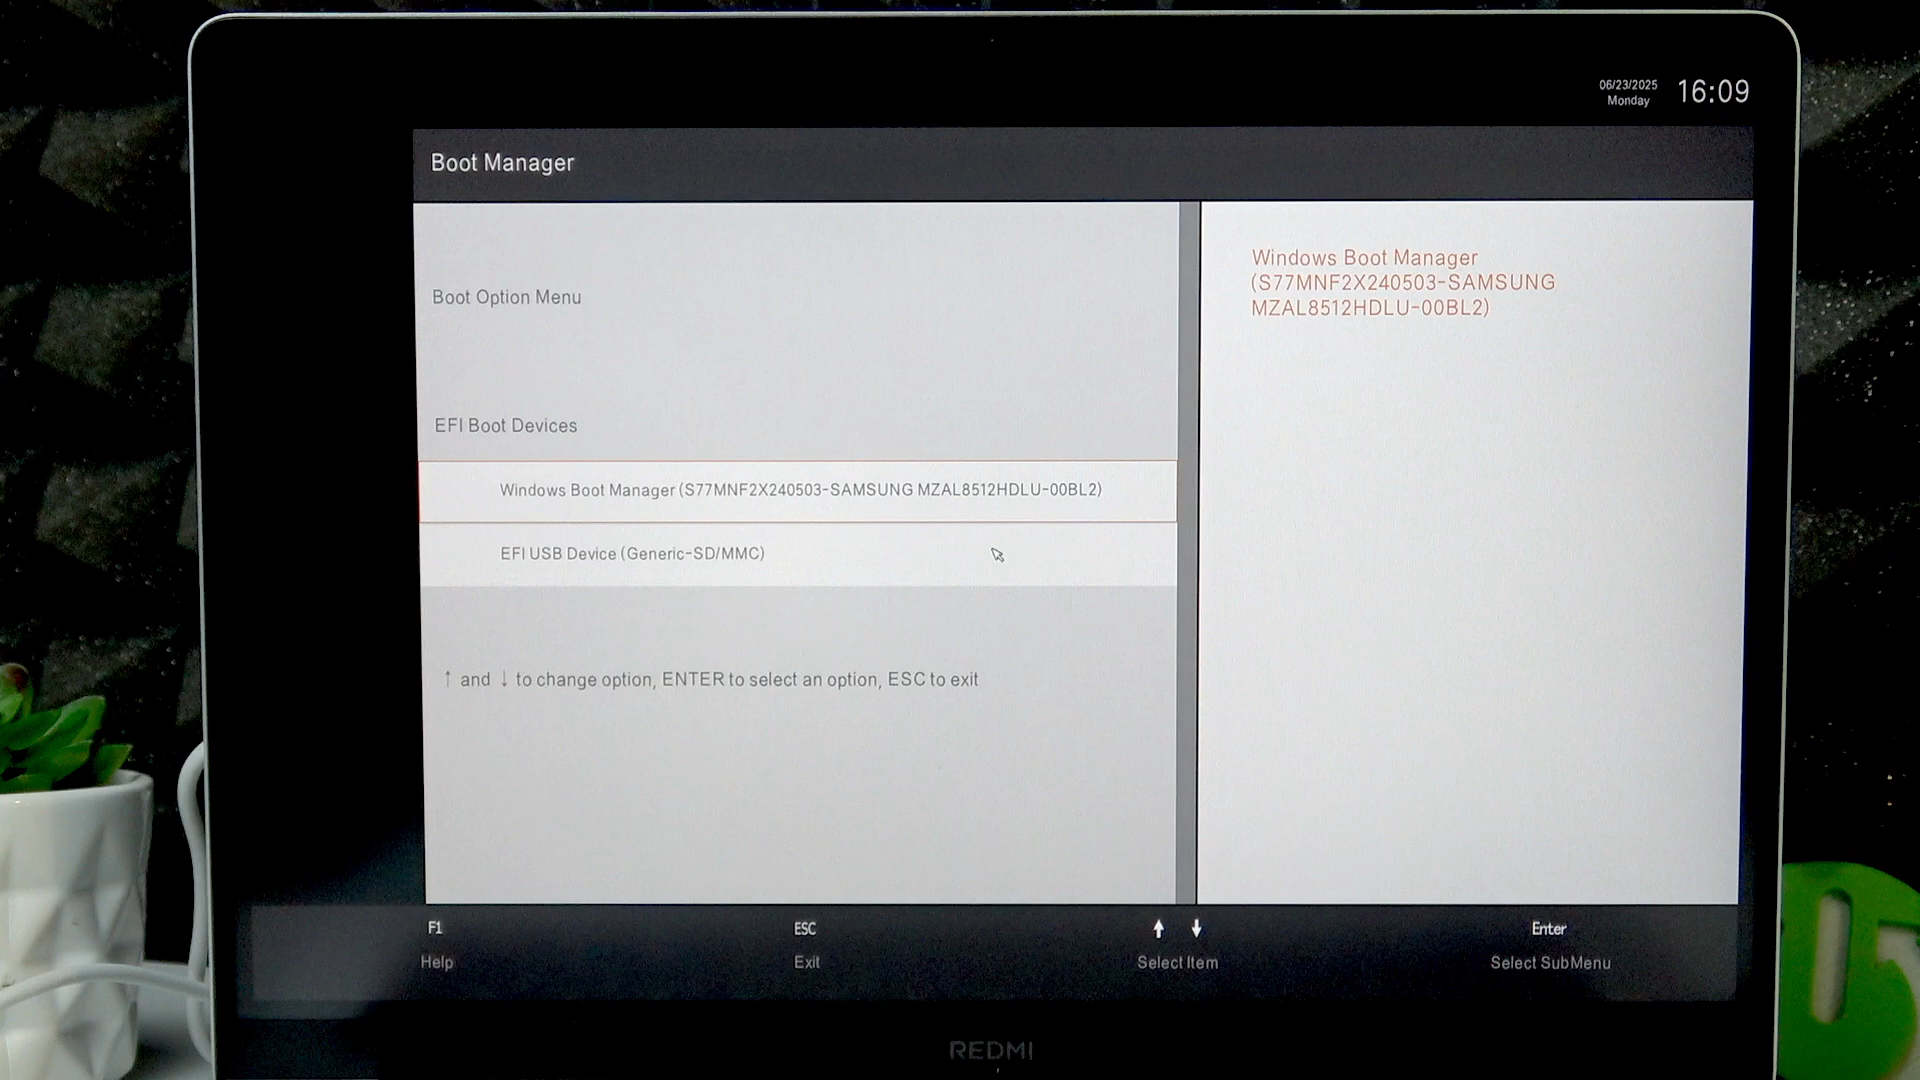 06/23/2025
Monday
16:09
Boot Manager
Boot Option Menu
EFI Boot Devices
Windows Boot Manager (S77MNF2X240503-SAMSUNG MZAL8512HDLU-00BL2)
EFI USB Device (Generic-SD/MMC)
↑ and ↓ to change option, ENTER to select an option, ESC to exit
Windows Boot Manager
(S77MNF2X240503-SAMSUNG
MZAL8512HDLU-00BL2)
F1
Help
ESC
Exit
↑ ↓
Select Item
Enter
Select SubMenu
REDMI